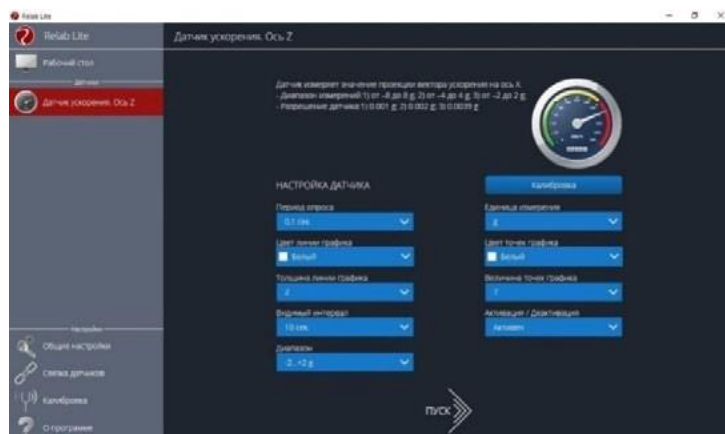 Relab Lite
Relab Lite
Датчик ускорения. Ось Z
Рабочий стол
Датчики
Датчик ускорения. Ось Z
Датчик измеряет значение проекции вектора ускорения на ось X.
- Диапазон измерений 1) от -8 до 8 g; 2) от -4 до 4 g; 3) от -2 до 2 g;
- Разрешение датчика 1) 0.001 g; 2) 0.002 g; 3) 0.0039 g
НАСТРОЙКА ДАТЧИКА
Калибровка
Период опроса
Единица измерения
0.1 сек.
g
Цвет линии графика
Цвет точек графика
Белый
Белый
Толщина линии графика
Величина точек графика
2
7
Видимый интервал
Активация / Деактивация
10 сек.
Активен
Диапазон
-2...+2 g
Настройки
Общие настройки
Связка датчиков
Калибровка
О программе
ПУСК